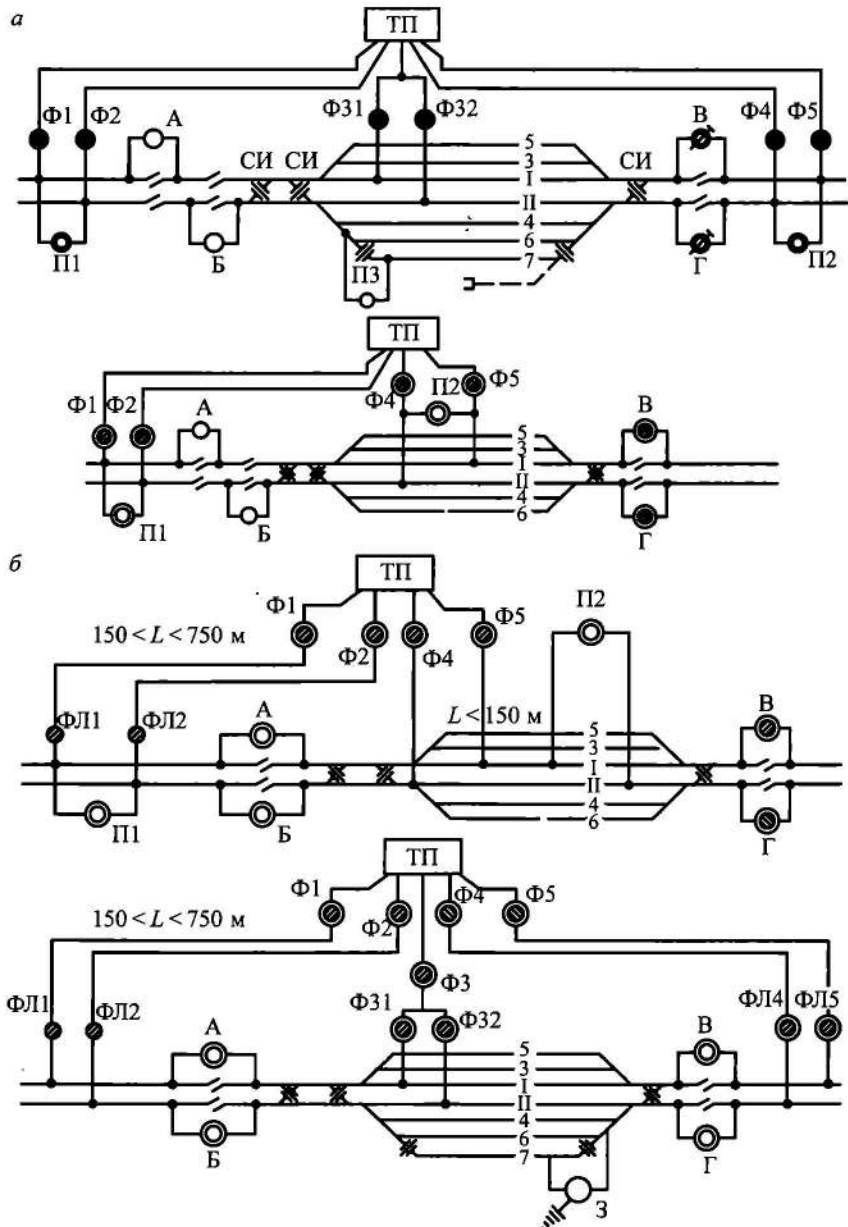 а
ТП
Ф1 Ф2 А Ф31 Ф32 В Ф4 Ф5
СИ СИ СИ
5
3
I
II
4
6
7
П1 Б П3 Г П2
ТП
Ф1 Ф2 А Ф4 П2 Ф5 В
5
3
I
II
4
6
П1 Б Г
б
ТП
Ф1 Ф2 Ф4 Ф5 П2
150 < L < 750 м
ФЛ1 ФЛ2 А L < 150 м В
5
3
I
II
4
6
П1 Б Г
ТП
Ф1 Ф2 Ф4 Ф5
150 < L < 750 м
Ф3
ФЛ1 ФЛ2 А Ф31 Ф32 В ФЛ4 ФЛ5
5
3
I
II
4
6
7
Б Г
З